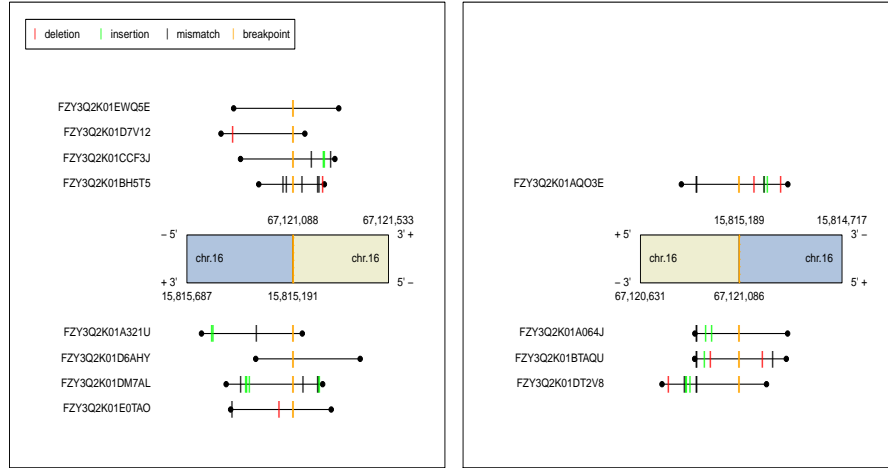 deletion insertion mismatch breakpoint
FZY3Q2K01EWQ5E
FZY3Q2K01D7V12
FZY3Q2K01CCF3J
FZY3Q2K01BH5T5
67,121,088 67,121,533
– 5' 3' +
chr.16 chr.16
+ 3' 5' –
15,815,687 15,815,191
FZY3Q2K01A321U
FZY3Q2K01D6AHY
FZY3Q2K01DM7AL
FZY3Q2K01E0TAO
FZY3Q2K01AQO3E
15,815,189 15,814,717
+ 5' 3' –
chr.16 chr.16
– 3' 5' +
67,120,631 67,121,086
FZY3Q2K01A064J
FZY3Q2K01BTAQU
FZY3Q2K01DT2V8